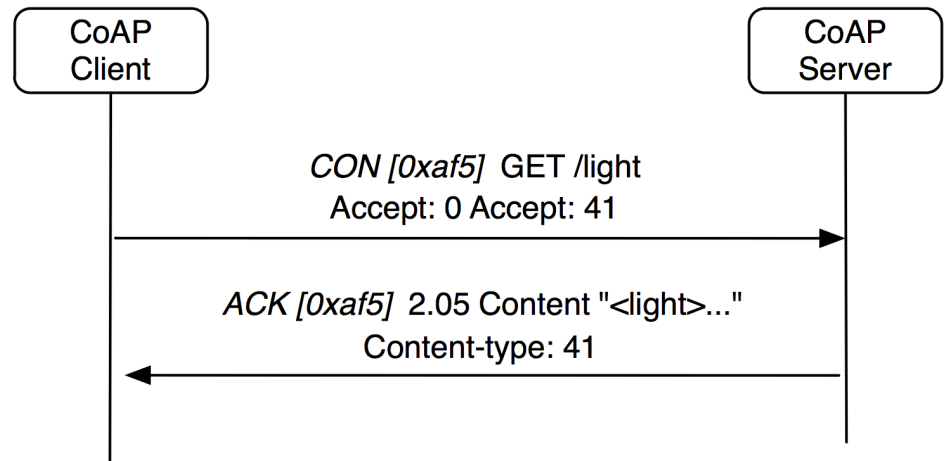 CoAP
Client
CoAP
Server
CON [0xaf5] GET /light
Accept: 0 Accept: 41
ACK [0xaf5] 2.05 Content "<light>..."
Content-type: 41